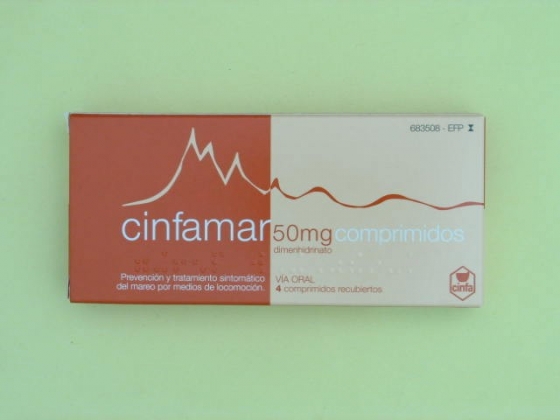 683508 - EFP
cinfamar 50mg comprimidos
dimenhidrinato
Prevención y tratamiento sintomático
del mareo por medios de locomoción.
VÍA ORAL
4 comprimidos recubiertos
cinfa